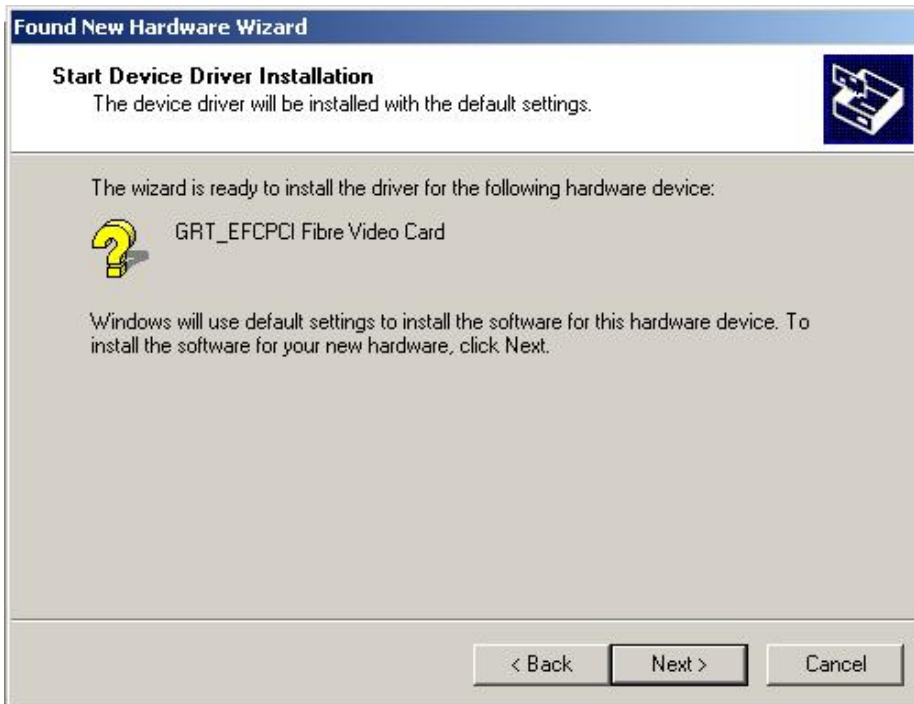 Found New Hardware Wizard
Start Device Driver Installation
The device driver will be installed with the default settings.
The wizard is ready to install the driver for the following hardware device:
GRT_EFCPCI Fibre Video Card
Windows will use default settings to install the software for this hardware device. To
install the software for your new hardware, click Next.
< Back
Next >
Cancel